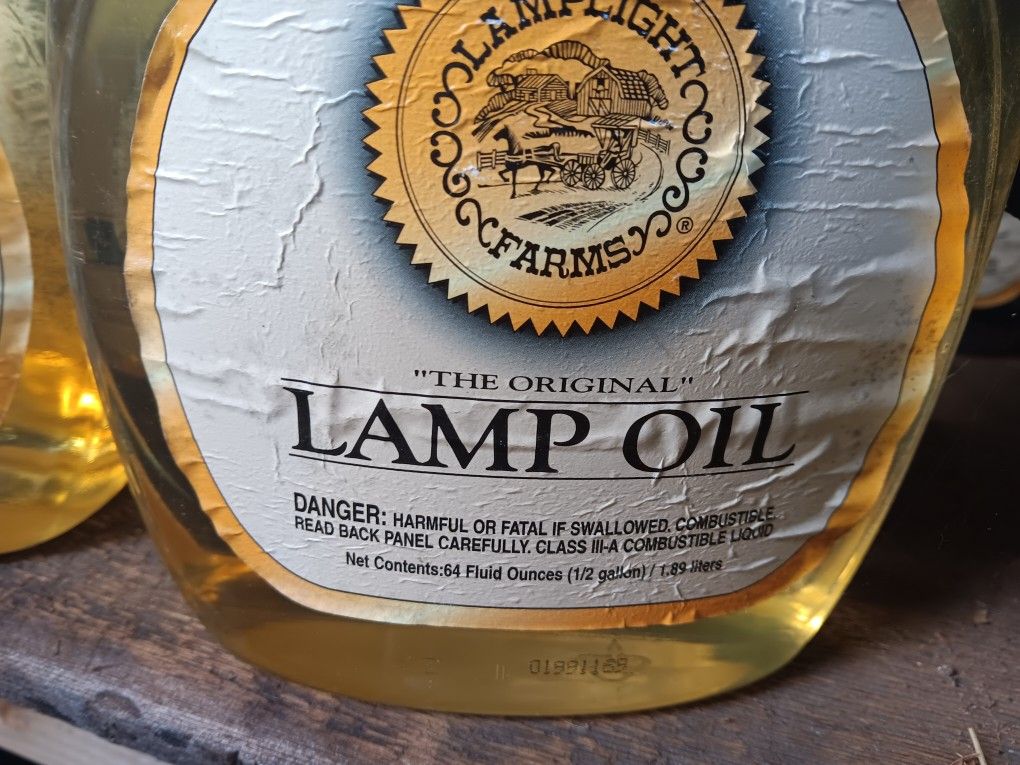 LAMPLIGHT
FARMS
®
"THE ORIGINAL"
LAMP OIL
DANGER: HARMFUL OR FATAL IF SWALLOWED. COMBUSTIBLE.
READ BACK PANEL CAREFULLY. CLASS III-A COMBUSTIBLE LIQUID
Net Contents:64 Fluid Ounces (1/2 gallon) / 1.89 liters